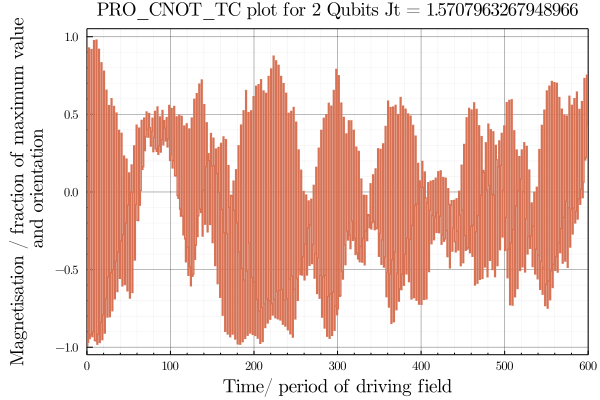 PRO_CNOT_TC plot for 2 Qubits Jt = 1.5707963267948966
Magnetisation / fraction of maximum value
and orientation
1.0
0.5
0.0
−0.5
−1.0
0 100 200 300 400 500 600
Time/ period of driving field